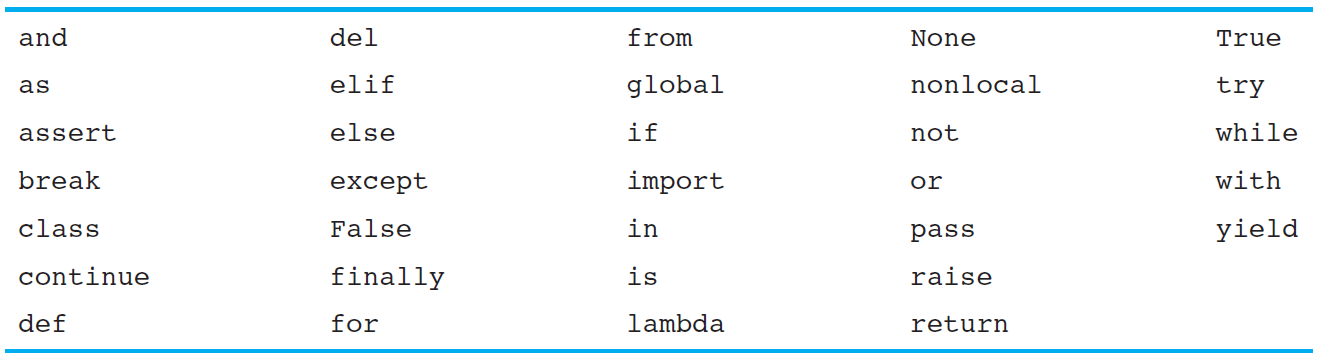 and del from None True
as elif global nonlocal try
assert else if not while
break except import or with
class False in pass yield
continue finally is raise
def for lambda return